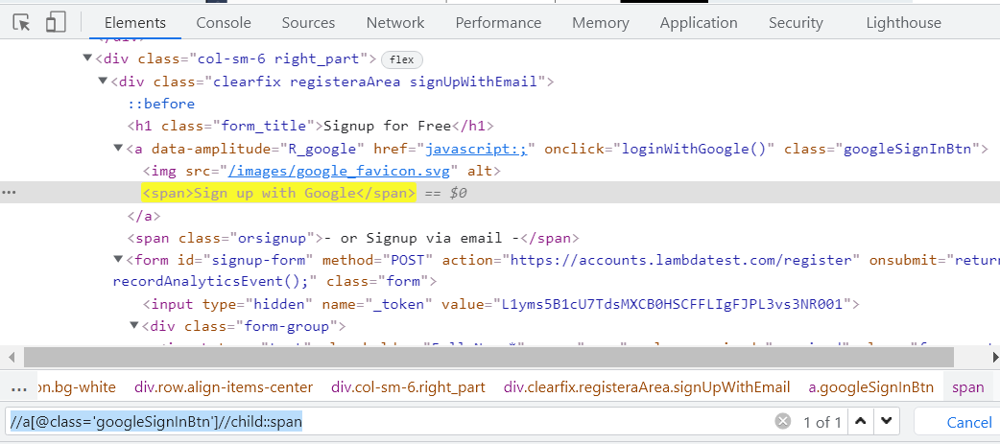 Elements Console Sources Network Performance Memory Application Security Lighthouse
<div class="col-sm-6 right_part"> flex
<div class="clearfix registeraArea signUpWithEmail">
::before
<h1 class="form_title">Signup for Free</h1>
<a data-amplitude="R_google" href="javascript:;" onclick="loginWithGoogle()" class="googleSignInBtn">
<img src="/images/google_favicon.svg" alt>
<span>Sign up with Google</span> == $0
</a>
<span class="orsignup">- or Signup via email -</span>
<form id="signup-form" method="POST" action="https://accounts.lambdatest.com/register" onsubmit="return
recordAnalyticsEvent();" class="form">
<input type="hidden" name="_token" value="L1yms5B1cU7TdsMXCB0HSCFFLIgFJPL3vs3NR001">
<div class="form-group">
... on.bg-white div.row.align-items-center div.col-sm-6.right_part div.clearfix.registeraArea.signUpWithEmail a.googleSignInBtn span
//a[@class='googleSignInBtn']//child::span 1 of 1 Cancel